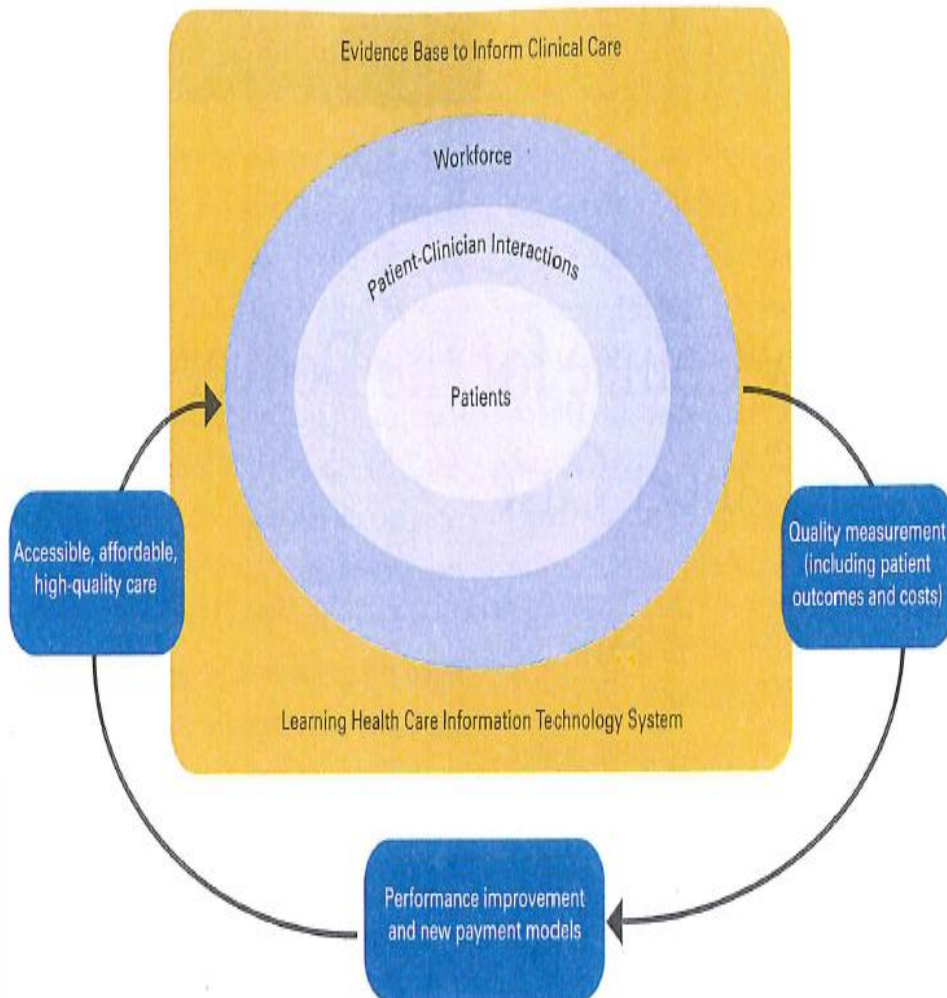 Evidence Base to Inform Clinical Care
Workforce
Patient-Clinician Interactions
Patients
Accessible, affordable,
high-quality care
Quality measurement
(including patient
outcomes and costs)
Learning Health Care Information Technology System
Performance improvement
and new payment models